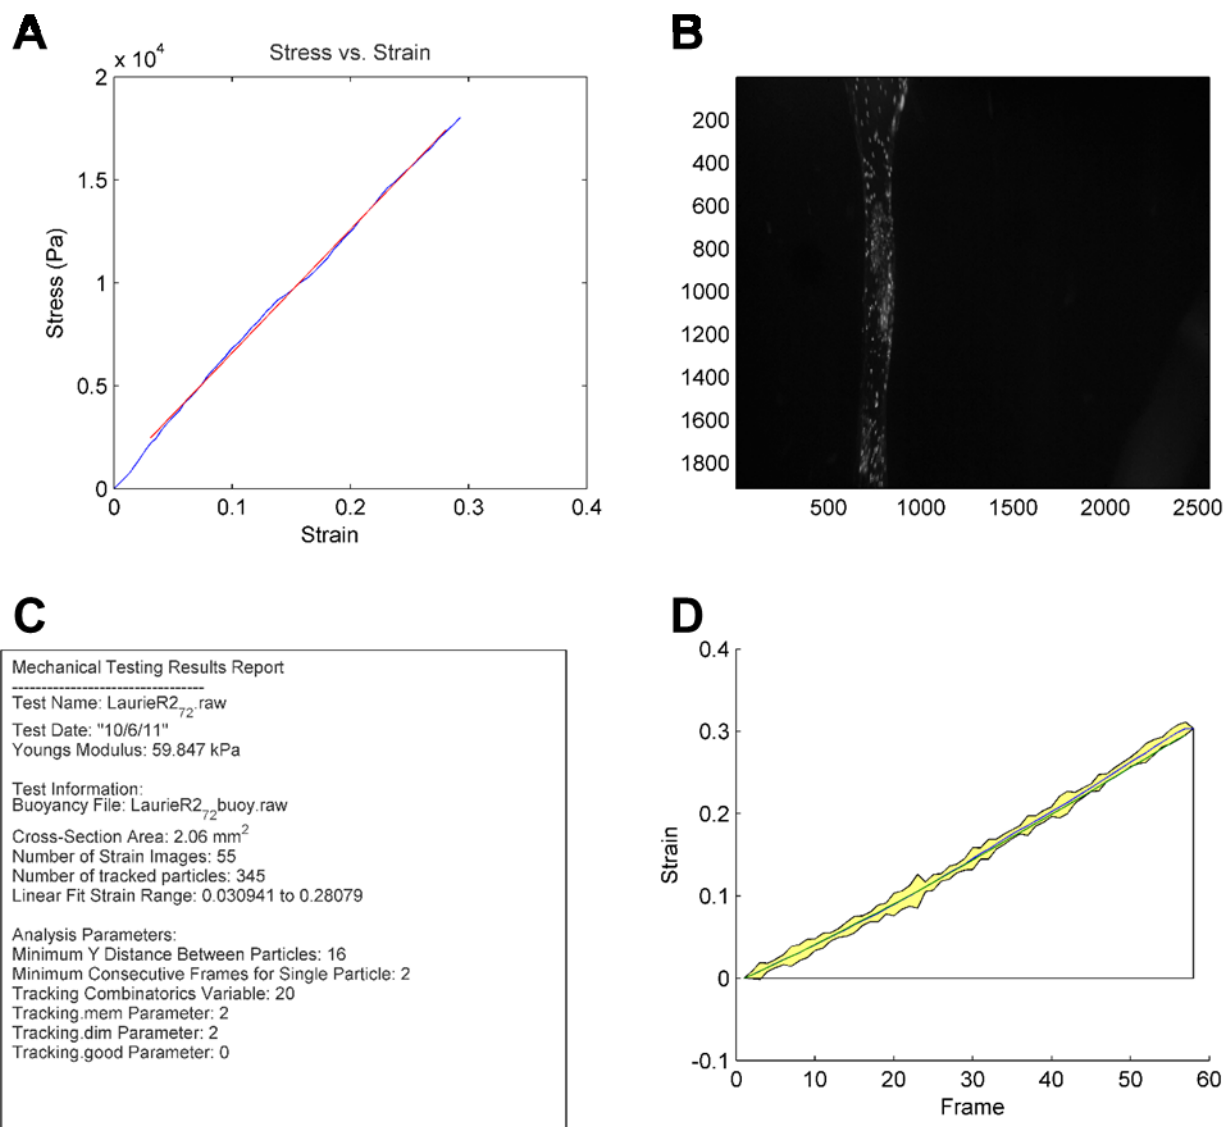 A
x 10⁴
Stress vs. Strain
2
1.5
1
0.5
0
Stress (Pa)
0 0.1 0.2 0.3 0.4
Strain
B
200
400
600
800
1000
1200
1400
1600
1800
500 1000 1500 2000 2500
C
Mechanical Testing Results Report
--------------------------------
Test Name: LaurieR2₇₂.raw
Test Date: "10/6/11"
Youngs Modulus: 59.847 kPa
Test Information:
Buoyancy File: LaurieR2₇₂buoy.raw
Cross-Section Area: 2.06 mm²
Number of Strain Images: 55
Number of tracked particles: 345
Linear Fit Strain Range: 0.030941 to 0.28079
Analysis Parameters:
Minimum Y Distance Between Particles: 16
Minimum Consecutive Frames for Single Particle: 2
Tracking Combinatorics Variable: 20
Tracking.mem Parameter: 2
Tracking.dim Parameter: 2
Tracking.good Parameter: 0
D
0.4
0.3
0.2
0.1
0
-0.1
Strain
0 10 20 30 40 50 60
Frame